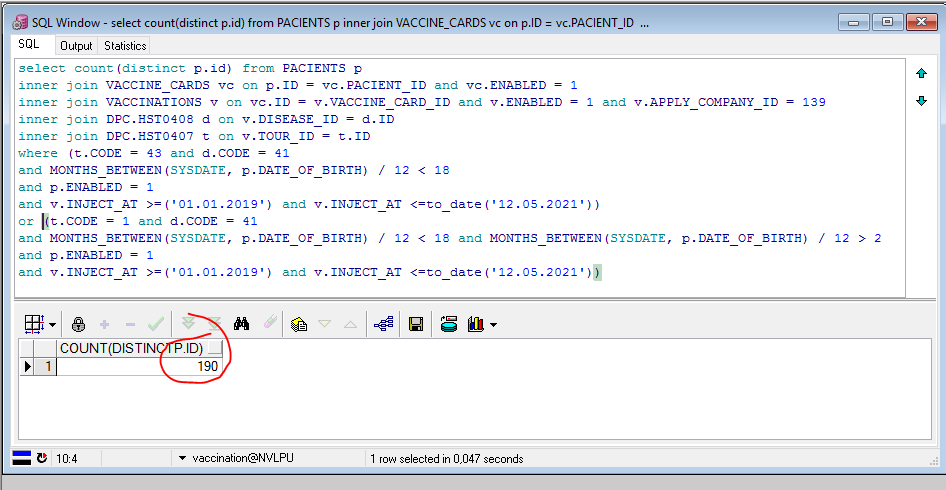 SQL Window - select count(distinct p.id) from PACIENTS p inner join VACCINE_CARDS vc on p.ID = vc.PACIENT_ID ...
SQL Output Statistics
select count(distinct p.id) from PACIENTS p
inner join VACCINE_CARDS vc on p.ID = vc.PACIENT_ID and vc.ENABLED = 1
inner join VACCINATIONS v on vc.ID = v.VACCINE_CARD_ID and v.ENABLED = 1 and v.APPLY_COMPANY_ID = 139
inner join DPC.HST0408 d on v.DISEASE_ID = d.ID
inner join DPC.HST0407 t on v.TOUR_ID = t.ID
where (t.CODE = 43 and d.CODE = 41
and MONTHS_BETWEEN(SYSDATE, p.DATE_OF_BIRTH) / 12 < 18
and p.ENABLED = 1
and v.INJECT_AT >=('01.01.2019') and v.INJECT_AT <=to_date('12.05.2021'))
or (t.CODE = 1 and d.CODE = 41
and MONTHS_BETWEEN(SYSDATE, p.DATE_OF_BIRTH) / 12 < 18 and MONTHS_BETWEEN(SYSDATE, p.DATE_OF_BIRTH) / 12 > 2
and p.ENABLED = 1
and v.INJECT_AT >=('01.01.2019') and v.INJECT_AT <=to_date('12.05.2021'))
COUNT(DISTINCTP.ID)
1 190
10:4 vaccination@NVLPU 1 row selected in 0,047 seconds